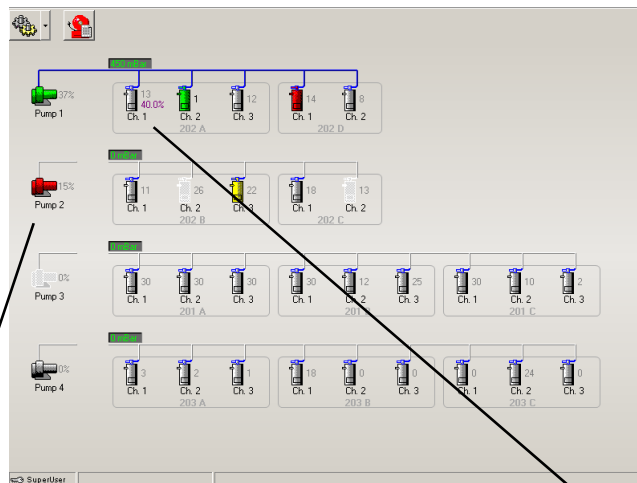 150 mBar
37%
Pump 1
13 1 12 14 8
40.0%
Ch. 1 Ch. 2 Ch. 3 Ch. 1 Ch. 2
202 A 202 D
0 mBar
15%
Pump 2
11 26 22 18 13
Ch. 1 Ch. 2 Ch. 3 Ch. 1 Ch. 2
202 B 202 C
0 mBar
0%
Pump 3
30 30 30 30 12 25 30 10 2
Ch. 1 Ch. 2 Ch. 3 Ch. 1 Ch. 2 Ch. 3 Ch. 1 Ch. 2 Ch. 3
201 A 201 B 201 C
0 mBar
0%
Pump 4
3 2 1 18 0 0 0 24 0
Ch. 1 Ch. 2 Ch. 3 Ch. 1 Ch. 2 Ch. 3 Ch. 1 Ch. 2 Ch. 3
203 A 203 B 203 C
SuperUser